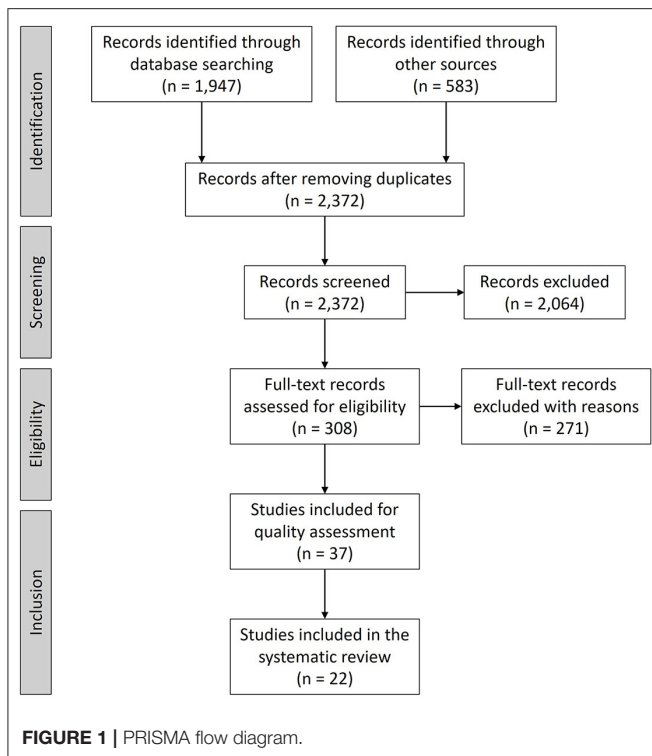 Identification
Records identified through
database searching
(n = 1,947)
Records identified through
other sources
(n = 583)
Records after removing duplicates
(n = 2,372)
Screening
Records screened
(n = 2,372)
Records excluded
(n = 2,064)
Eligibility
Full-text records
assessed for eligibility
(n = 308)
Full-text records
excluded with reasons
(n = 271)
Inclusion
Studies included for
quality assessment
(n = 37)
Studies included in the
systematic review
(n = 22)
FIGURE 1 | PRISMA flow diagram.